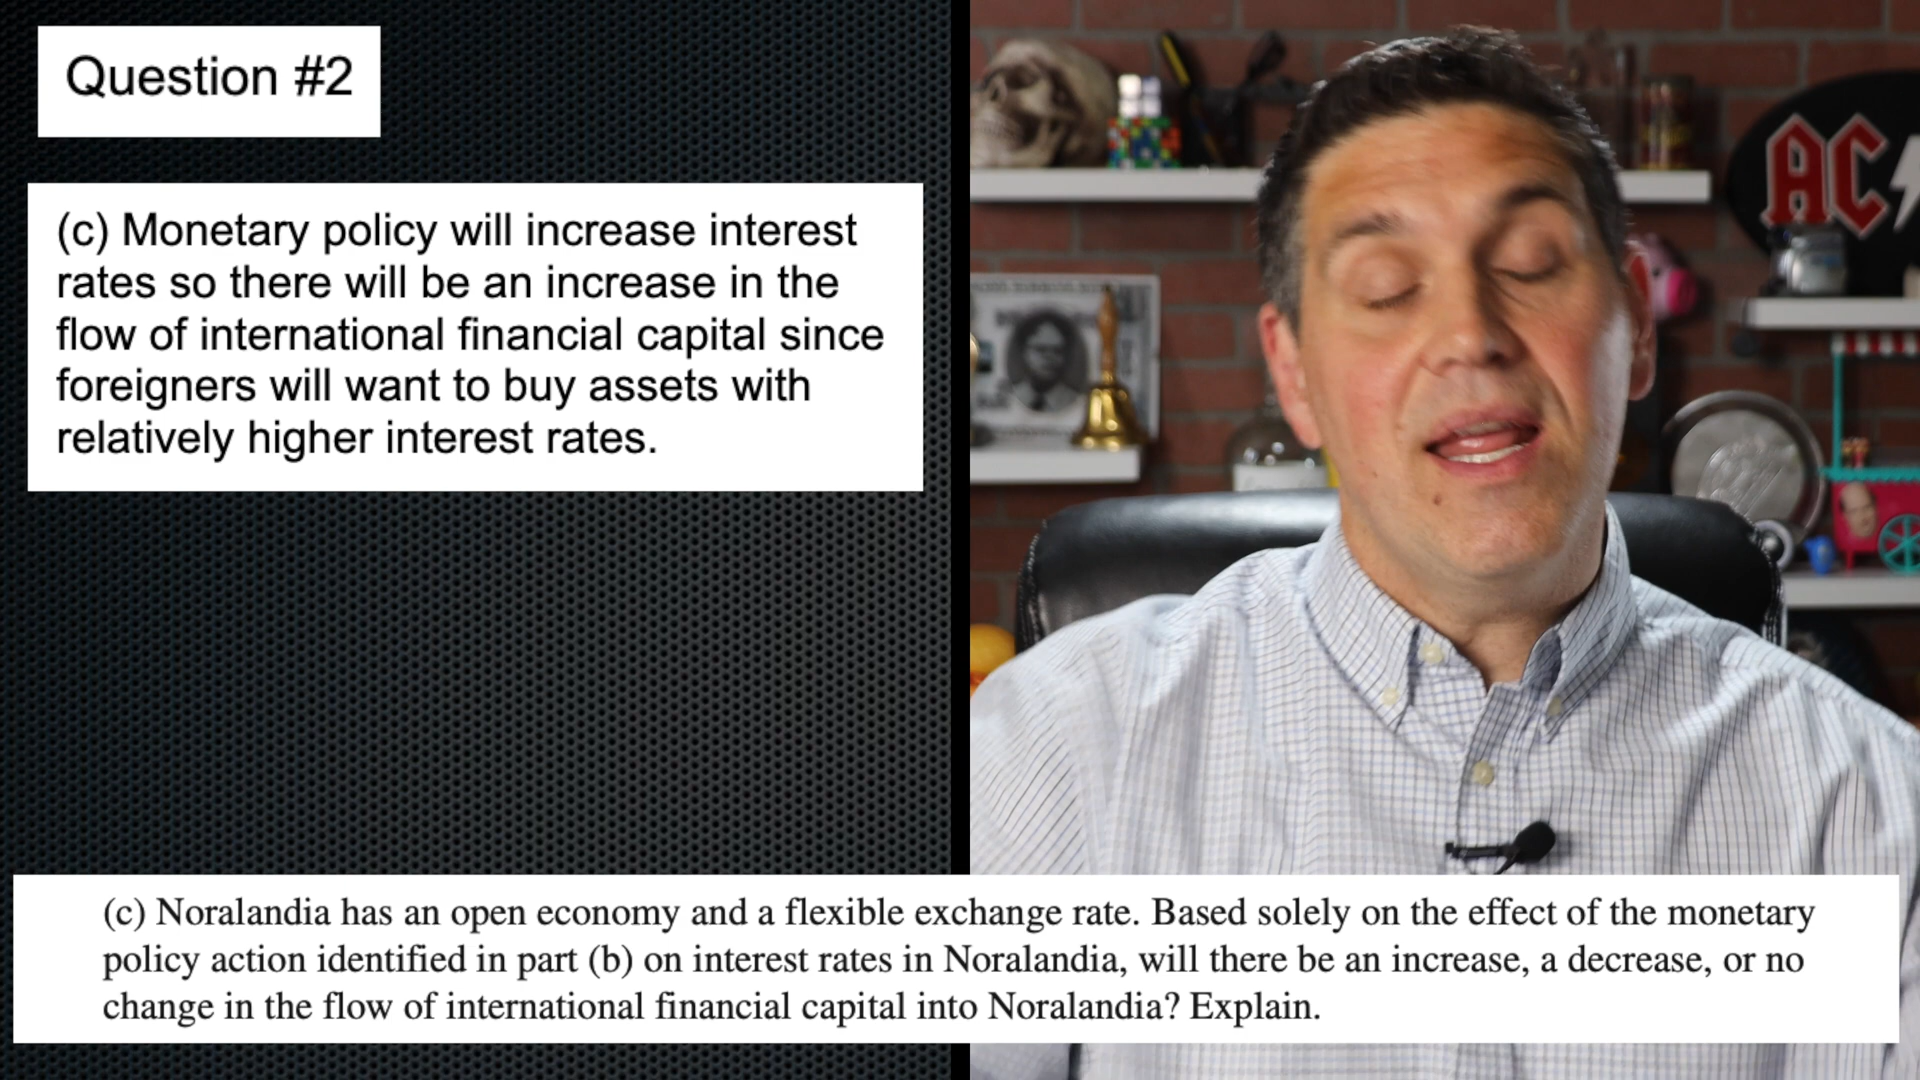 Question #2
(c) Monetary policy will increase interest
rates so there will be an increase in the
flow of international financial capital since
foreigners will want to buy assets with
relatively higher interest rates.
AC
(c) Noralandia has an open economy and a flexible exchange rate. Based solely on the effect of the monetary
policy action identified in part (b) on interest rates in Noralandia, will there be an increase, a decrease, or no
change in the flow of international financial capital into Noralandia? Explain.